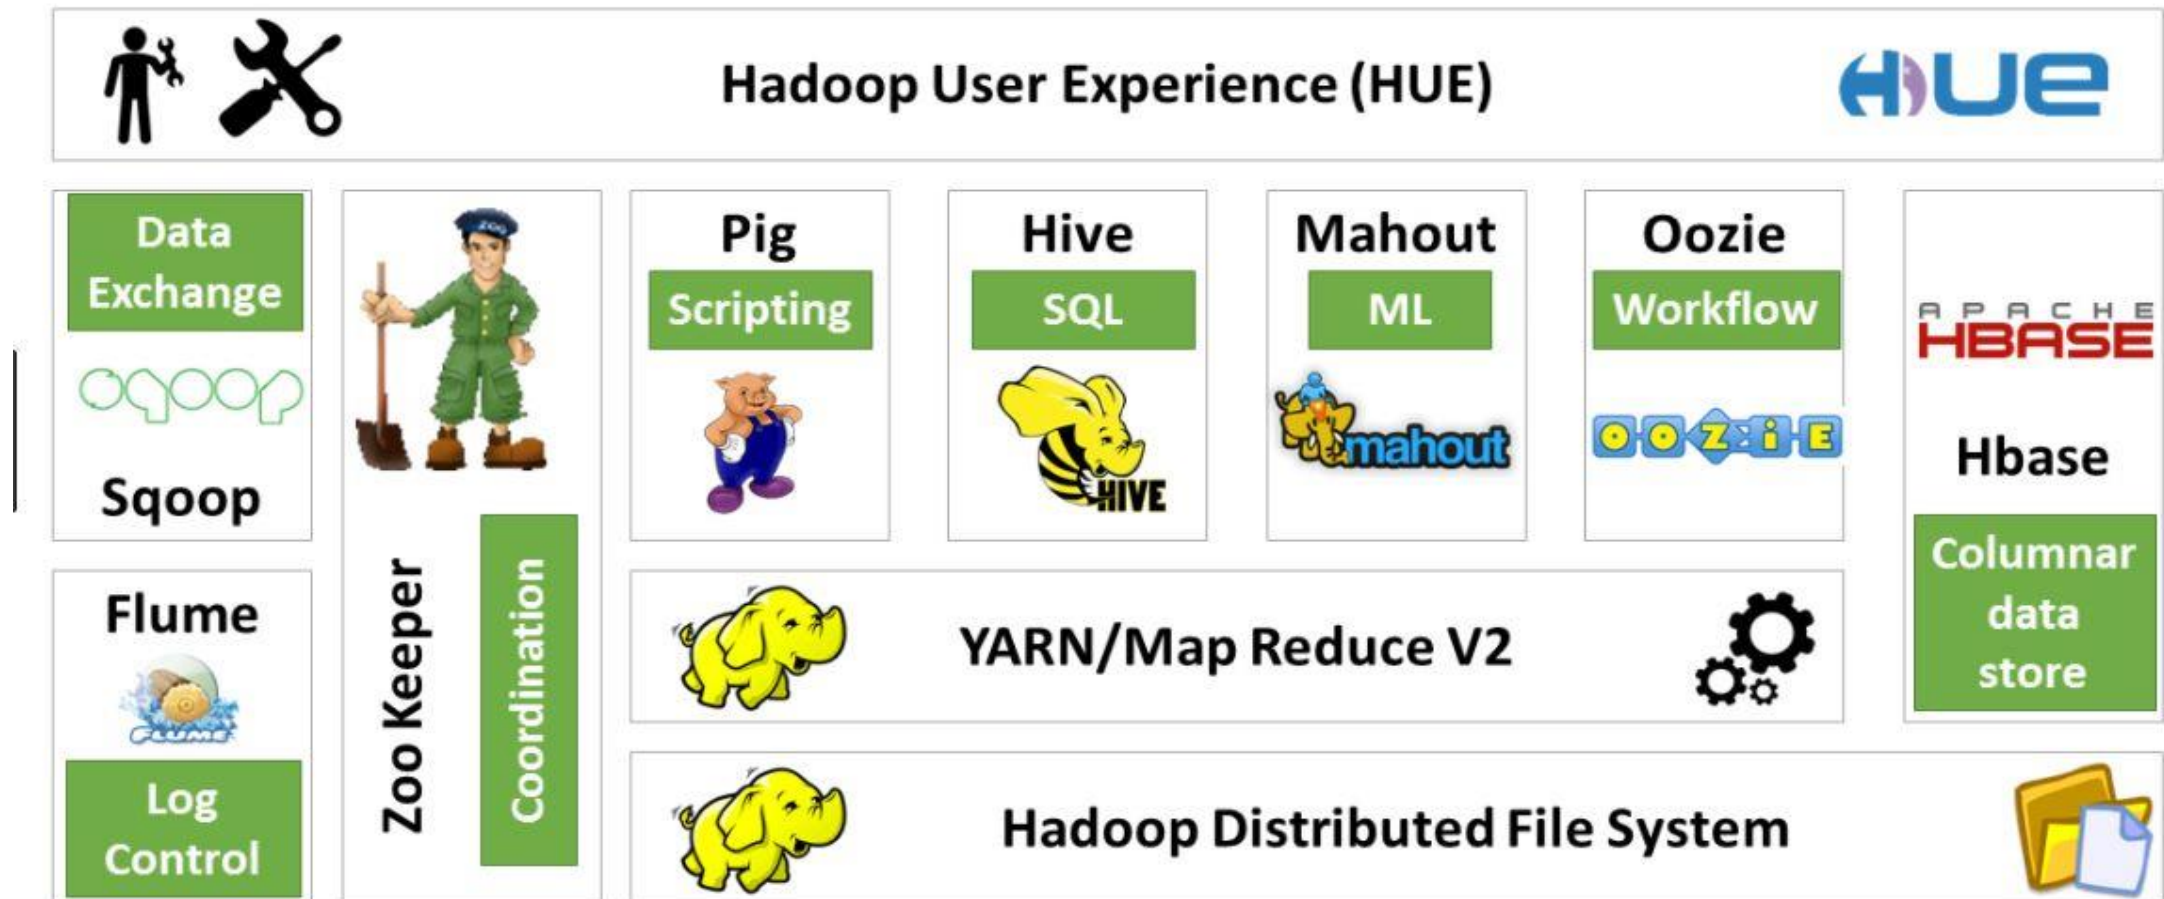 Hadoop User Experience (HUE)
HUE
Data
Exchange
sqoop
Sqoop
Flume
FLUME
Log
Control
ZOO
Zoo Keeper
Coordination
Pig
Scripting
Hive
SQL
HIVE
Mahout
ML
mahout
Oozie
Workflow
OOZiE
APACHE
HBASE
Hbase
Columnar
data
store
YARN/Map Reduce V2
Hadoop Distributed File System